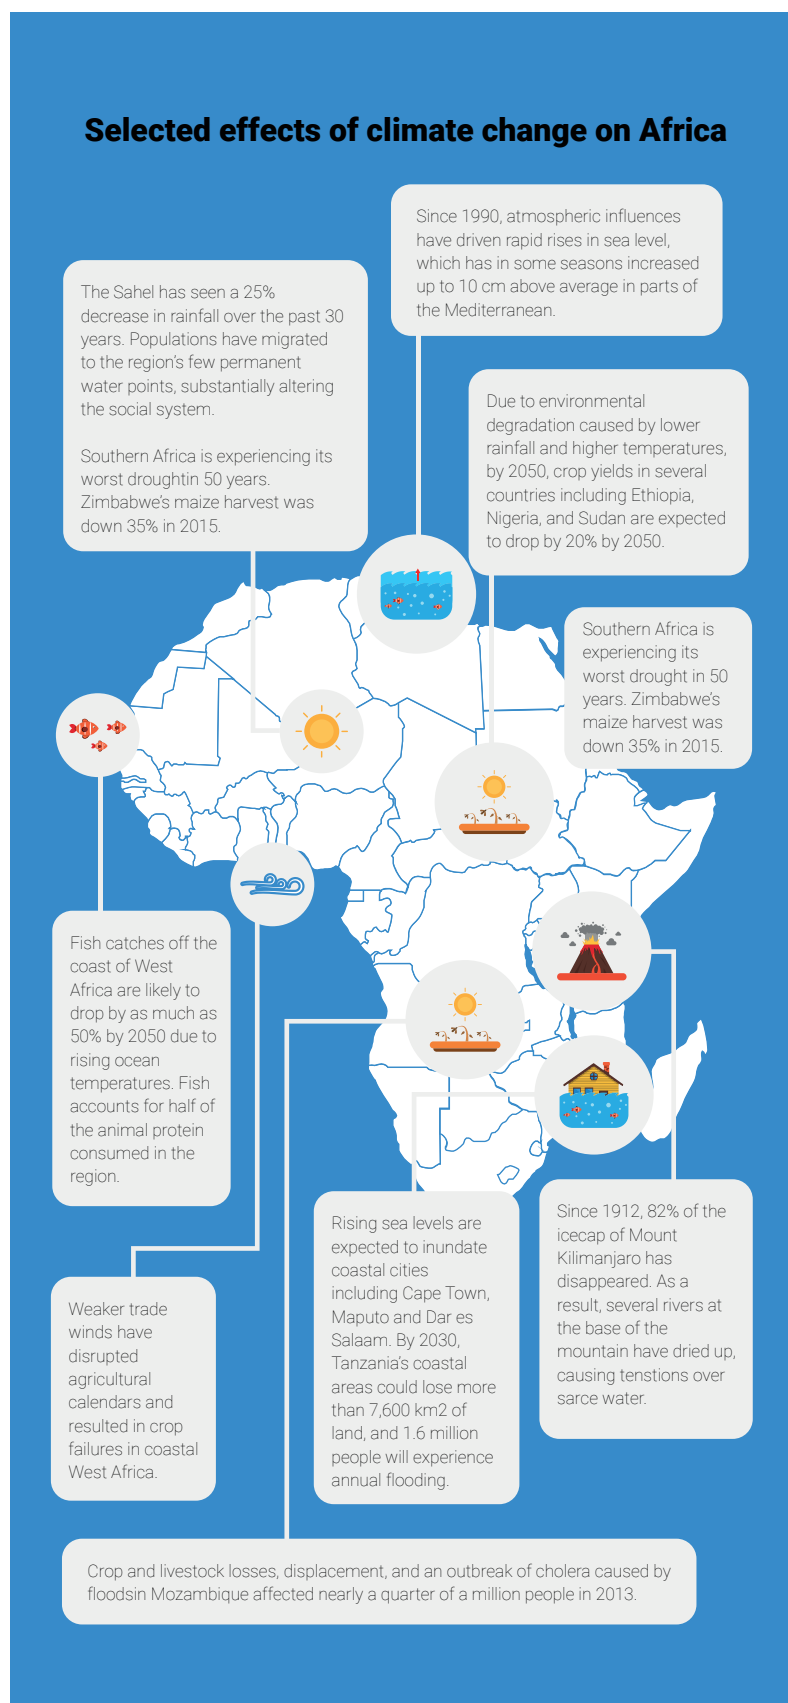 Selected effects of climate change on Africa
Since 1990, atmospheric influences
have driven rapid rises in sea level,
which has in some seasons increased
up to 10 cm above average in parts of
the Mediterranean.
The Sahel has seen a 25%
decrease in rainfall over the past 30
years. Populations have migrated
to the region's few permanent
water points, substantially altering
the social system.
Southern Africa is experiencing its
worst droughtin 50 years.
Zimbabwe's maize harvest was
down 35% in 2015.
Due to environmental
degradation caused by lower
rainfall and higher temperatures,
by 2050, crop yields in several
countries including Ethiopia,
Nigeria, and Sudan are expected
to drop by 20% by 2050.
Southern Africa is
experiencing its
worst drought in 50
years. Zimbabwe's
maize harvest was
down 35% in 2015.
Fish catches off the
coast of West
Africa are likely to
drop by as much as
50% by 2050 due to
rising ocean
temperatures. Fish
accounts for half of
the animal protein
consumed in the
region.
Weaker trade
winds have
disrupted
agricultural
calendars and
resulted in crop
failures in coastal
West Africa.
Rising sea levels are
expected to inundate
coastal cities
including Cape Town,
Maputo and Dar es
Salaam. By 2030,
Tanzania's coastal
areas could lose more
than 7,600 km2 of
land, and 1.6 million
people will experience
annual flooding.
Since 1912, 82% of the
icecap of Mount
Kilimanjaro has
disappeared. As a
result, several rivers at
the base of the
mountain have dried up,
causing tenstions over
sarce water.
Crop and livestock losses, displacement, and an outbreak of cholera caused by
floodsin Mozambique affected nearly a quarter of a million people in 2013.